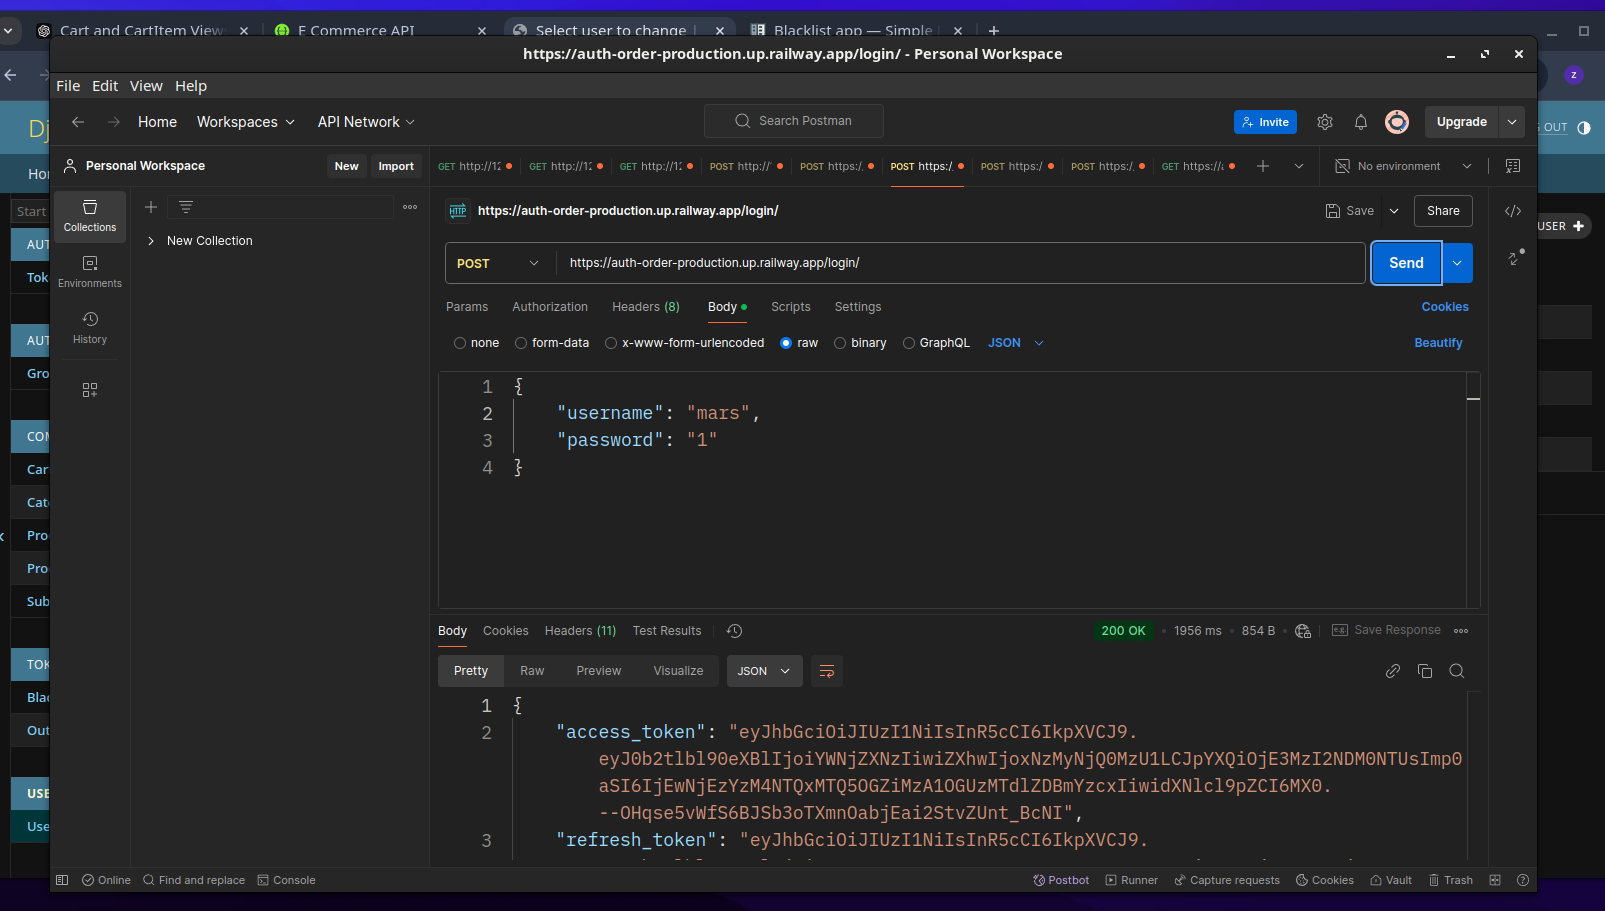 Cart and CartItem View
E Commerce API
Select user to change
Blacklist app — Simple
https://auth-order-production.up.railway.app/login/ - Personal Workspace
File Edit View Help
z
Home Workspaces API Network Search Postman Invite Upgrade
OUT
Personal Workspace New Import
GET http://12 GET http://12 GET http://12 POST http://' POST https:/. POST https:/. POST https:/. POST https:/. GET https://
No environment
Start
Collections
New Collection
HTTP https://auth-order-production.up.railway.app/login/ Save Share
USER
AUT
Tok
Environments
POST https://auth-order-production.up.railway.app/login/ Send
Params Authorization Headers (8) Body Scripts Settings Cookies
History
AUT
none form-data x-www-form-urlencoded raw binary GraphQL JSON Beautify
Gro
1 {
2 "username": "mars",
3 "password": "1"
4 }
COM
Car
Cat
Pro
Pro
Sub
Body Cookies Headers (11) Test Results 200 OK 1956 ms 854 B e.g. Save Response
TOK
Pretty Raw Preview Visualize JSON
Blac
Out
1 {
2 "access_token": "eyJhbGciOiJIUzI1NiIsInR5cCI6IkpXVCJ9.
eyJ0b2tlbl90eXBlIjoiYWNjZXNzIiwiZXhwIjoxNzMyNjQ0MzU1LCJpYXQiOjE3MzI2NDM0NTUsImp0
aSI6IjEwNjEzYzM4NTQxMTQ5OGZiMzA1OGUzMTdlZDBmYzcxIiwidXNlcl9pZCI6MX0.
--OHqse5vWfS6BJSb3oTXmnOabjEai2StvZUnt_BcNI",
3 "refresh_token": "eyJhbGciOiJIUzI1NiIsInR5cCI6IkpXVCJ9.
USE
Use
Online Find and replace Console Postbot Runner Capture requests Cookies Vault Trash